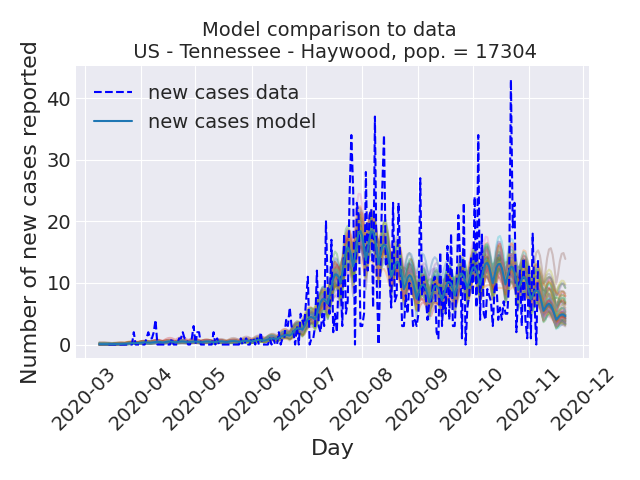 Model comparison to data
US - Tennessee - Haywood, pop. = 17304
Number of new cases reported
40
30
20
10
0
new cases data
new cases model
2020-03
2020-04
2020-05
2020-06
2020-07
2020-08
2020-09
2020-10
2020-11
2020-12
Day